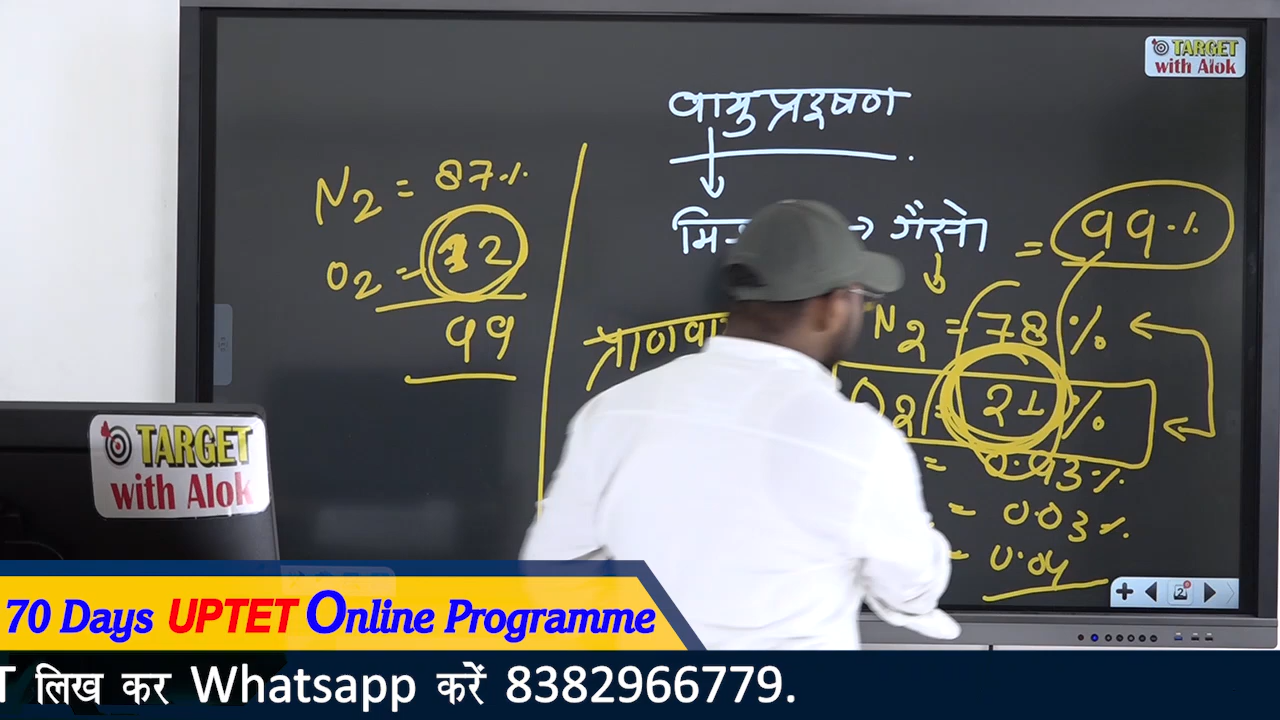 TARGET
with Alok
वायु प्रदूषण
गैसो
= 99%
N2 = 78%
21%
= 0.93%
= 0.03%
= 0.04
N2 = 87%
O2 = 12
99
TARGET
with Alok
70 Days UPTET Online Programme
लिख कर Whatsapp करें 8382966779.